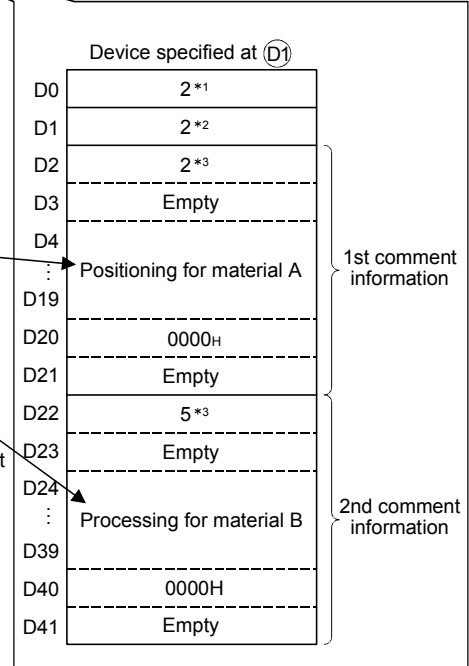 Device specified at D1
D0 2*1
D1 2*2
D2 2*3
D3 Empty
D4
⋮ Positioning for material A
D19
1st comment
information
D20 0000H
D21 Empty
D22 5*3
t D23 Empty
D24
⋮ Processing for material B
D39
2nd comment
information
D40 0000H
D41 Empty